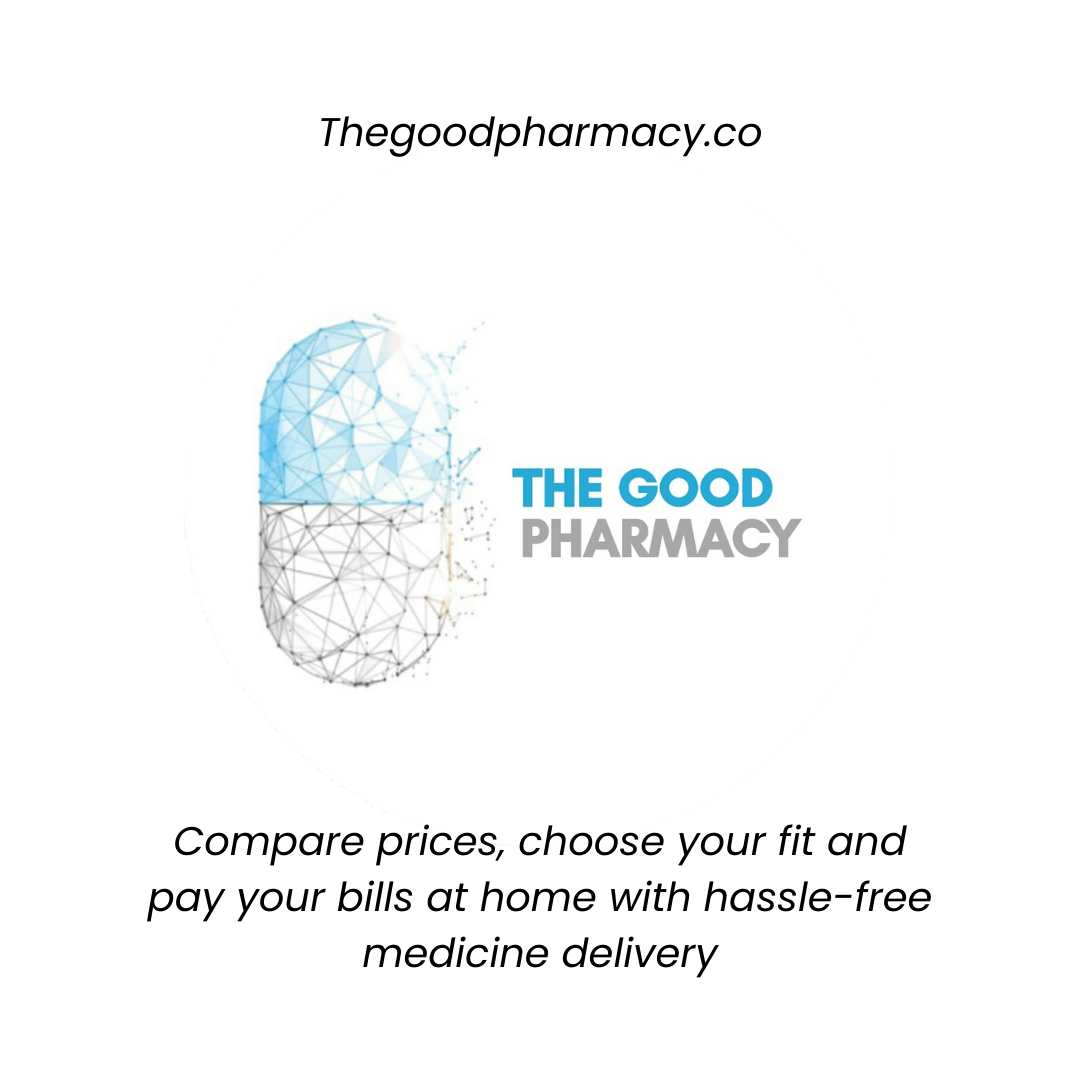 Thegoodpharmacy.co
THE GOOD
PHARMACY
Compare prices, choose your fit and
pay your bills at home with hassle-free
medicine delivery